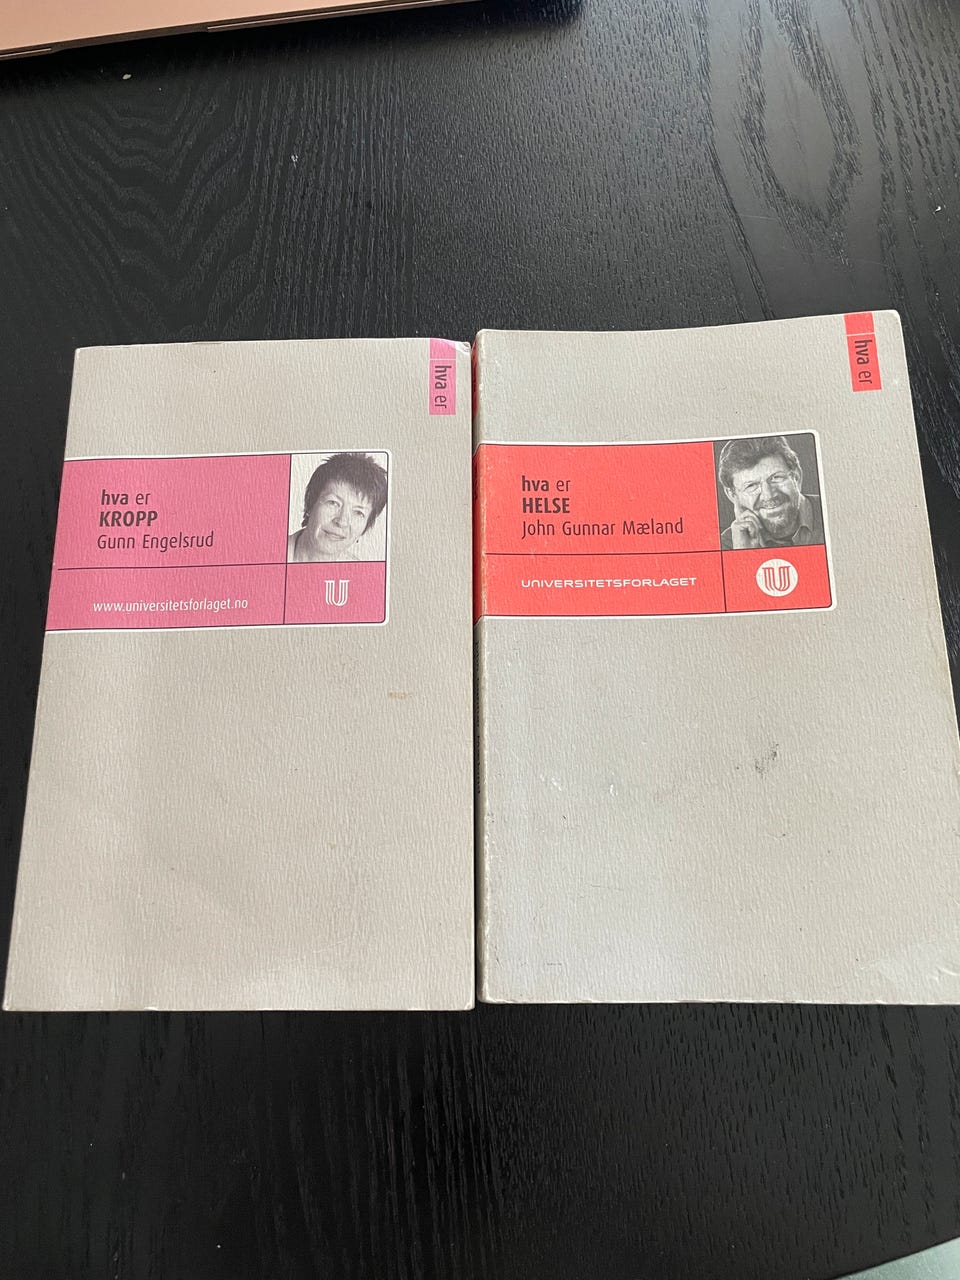 hva er
hva er
KROPP
Gunn Engelsrud
www.universitetsforlaget.no
U
hva er
hva er
HELSE
John Gunnar Mæland
UNIVERSITETSFORLAGET
U